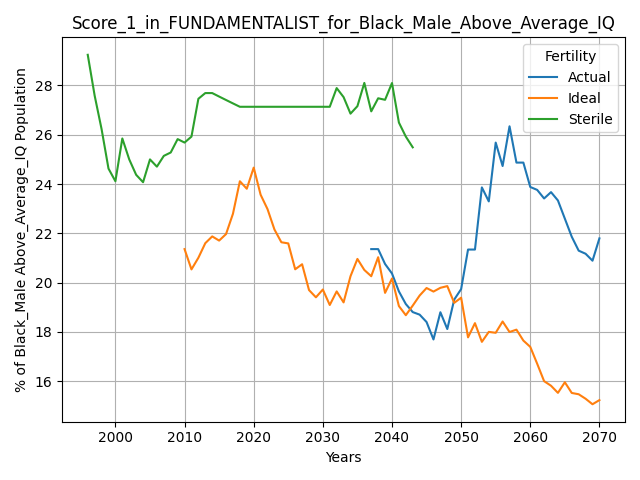 Score_1_in_FUNDAMENTALIST_for_Black_Male_Above_Average_IQ
Fertility
Actual
Ideal
Sterile
% of Black_Male Above_Average_IQ Population
28
26
24
22
20
18
16
2000 2010 2020 2030 2040 2050 2060 2070
Years